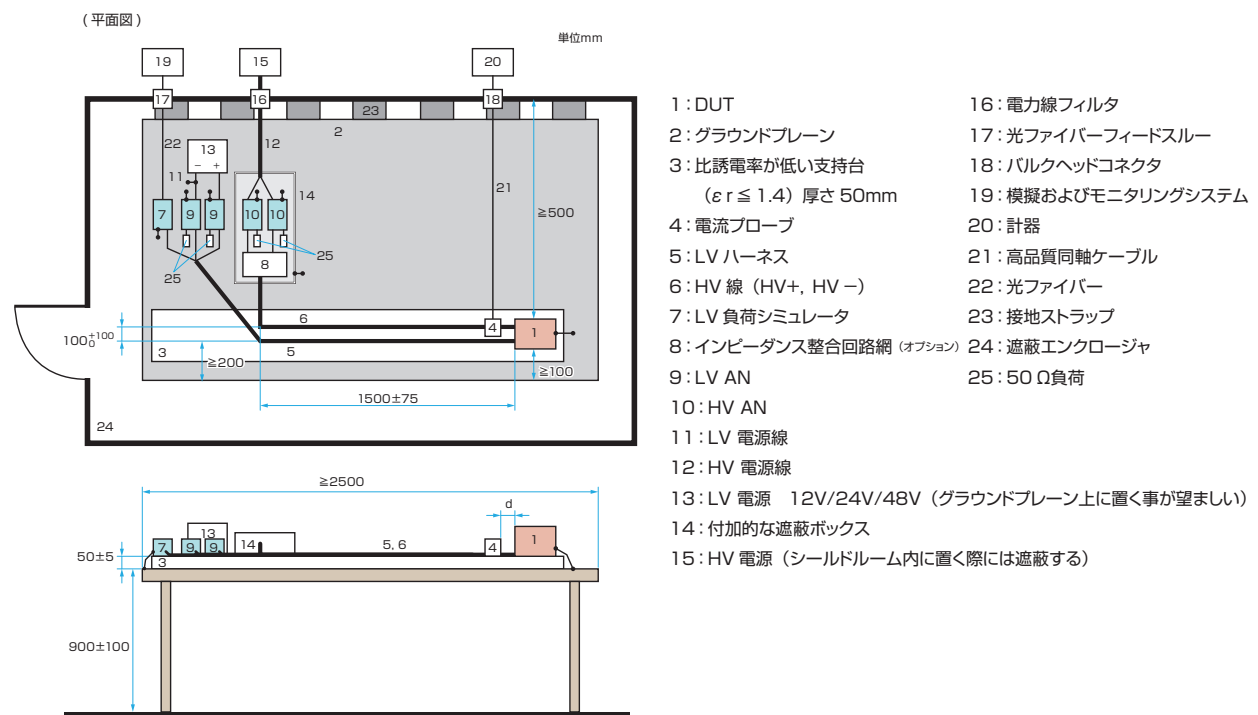 (平面図)
単位mm
19
15
20
17
16
18
23
2
22
13
12
− +
11
21
14
≧500
7
9
9
10
10
8
25
25
6
4
1
100 +100 0
3
5
≧200
≧100
1500±75
24
≧2500
d
13
7
9
9
14
5, 6
4
1
50±5
3
900±100
1:DUT
2:グラウンドプレーン
3:比誘電率が低い支持台
(εr≦1.4)厚さ50mm
4:電流プローブ
5:LVハーネス
6:HV線(HV+, HV−)
7:LV負荷シミュレータ
8:インピーダンス整合回路網(オプション)
9:LV AN
10:HV AN
11:LV 電源線
12:HV 電源線
13:LV 電源 12V/24V/48V(グラウンドプレーン上に置く事が望ましい)
14:付加的な遮蔽ボックス
15:HV 電源(シールドルーム内に置く際には遮蔽する)
16:電力線フィルタ
17:光ファイバーフィードスルー
18:バルクヘッドコネクタ
19:模擬およびモニタリングシステム
20:計器
21:高品質同軸ケーブル
22:光ファイバー
23:接地ストラップ
24:遮蔽エンクロージャ
25:50Ω負荷